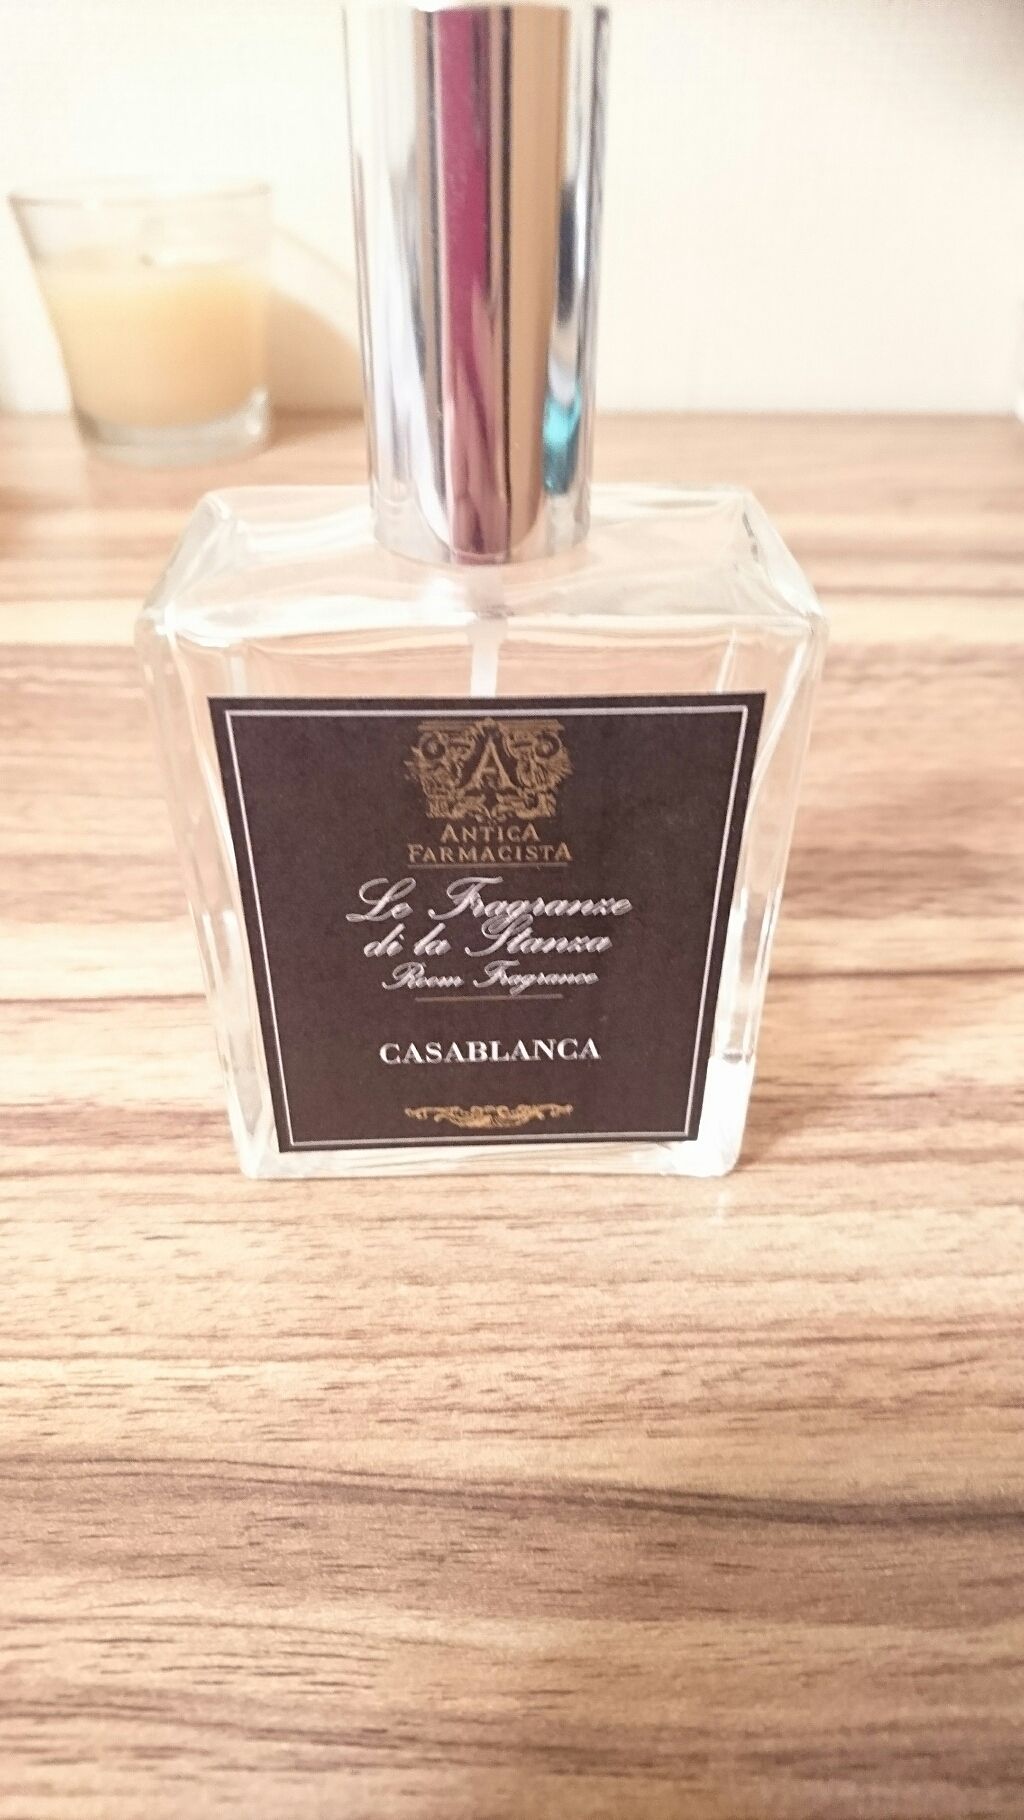 A
ANTICA
FARMACISTA
Le Fragranze
di la Stanza
Room Fragrance
CASABLANCA